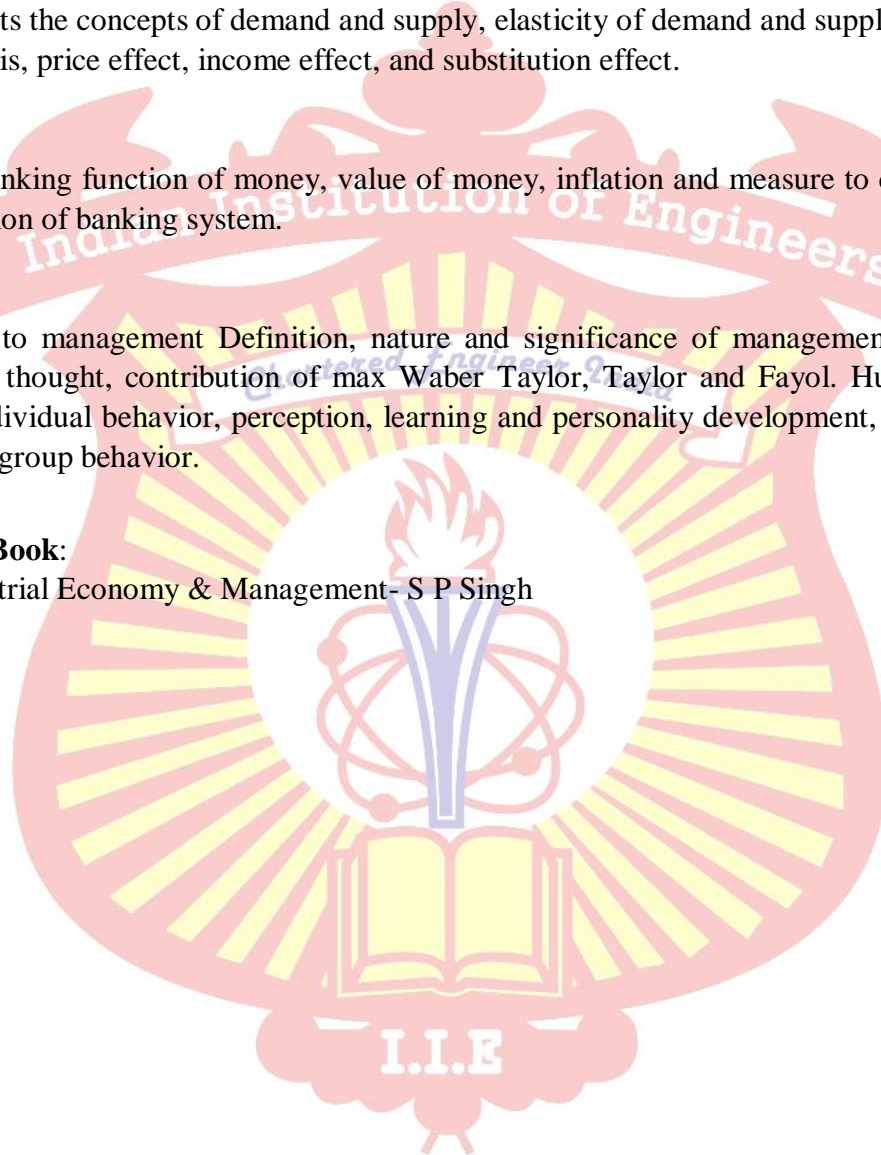 ts the concepts of demand and supply, elasticity of demand and suppl
is, price effect, income effect, and substitution effect.
nking function of money, value of money, inflation and measure to
ion of banking system.
Indian Institution of Engineers
to management Definition, nature and significance of managemen
Chartered Engineer India
thought, contribution of max Waber Taylor, Taylor and Fayol. Hu
dividual behavior, perception, learning and personality development,
group behavior.
Book:
trial Economy & Management- S P Singh
I.I.E